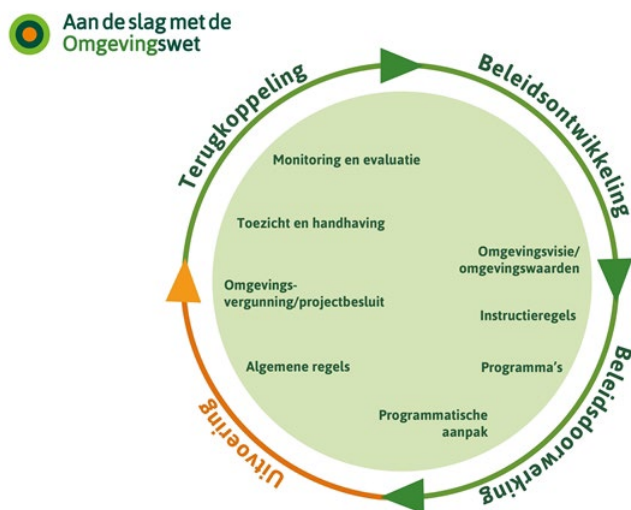 Aan de slag met de
Omgevingswet
Terugkoppeling
Beleidsontwikkeling
Monitoring en evaluatie
Toezicht en handhaving
Omgevingsvisie/
omgevingswaarden
Omgevings-
vergunning/projectbesluit
Instructieregels
Algemene regels
Programma's
Programmatische
aanpak
Uitvoering
Beleidsdoorwerking